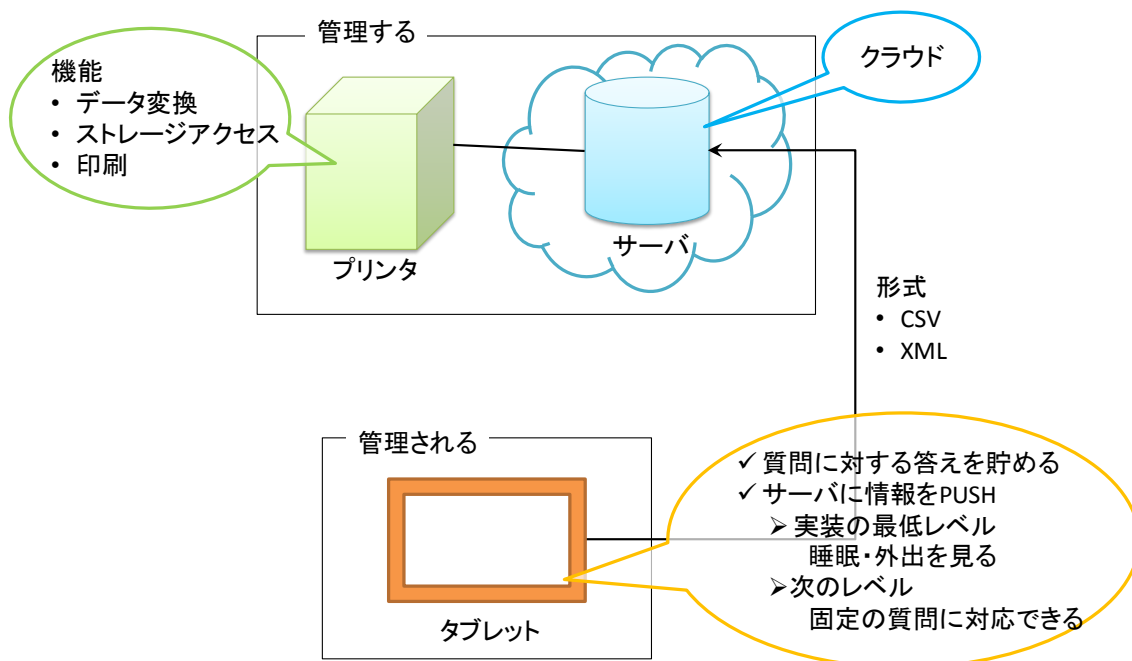 管理する
機能
• データ変換
• ストレージアクセス
• 印刷
クラウド
サーバ
プリンタ
形式
• CSV
• XML
管理される
✓ 質問に対する答えを貯める
✓ サーバに情報をPUSH
➢ 実装の最低レベル
睡眠・外出を見る
➢ 次のレベル
固定の質問に対応できる
タブレット